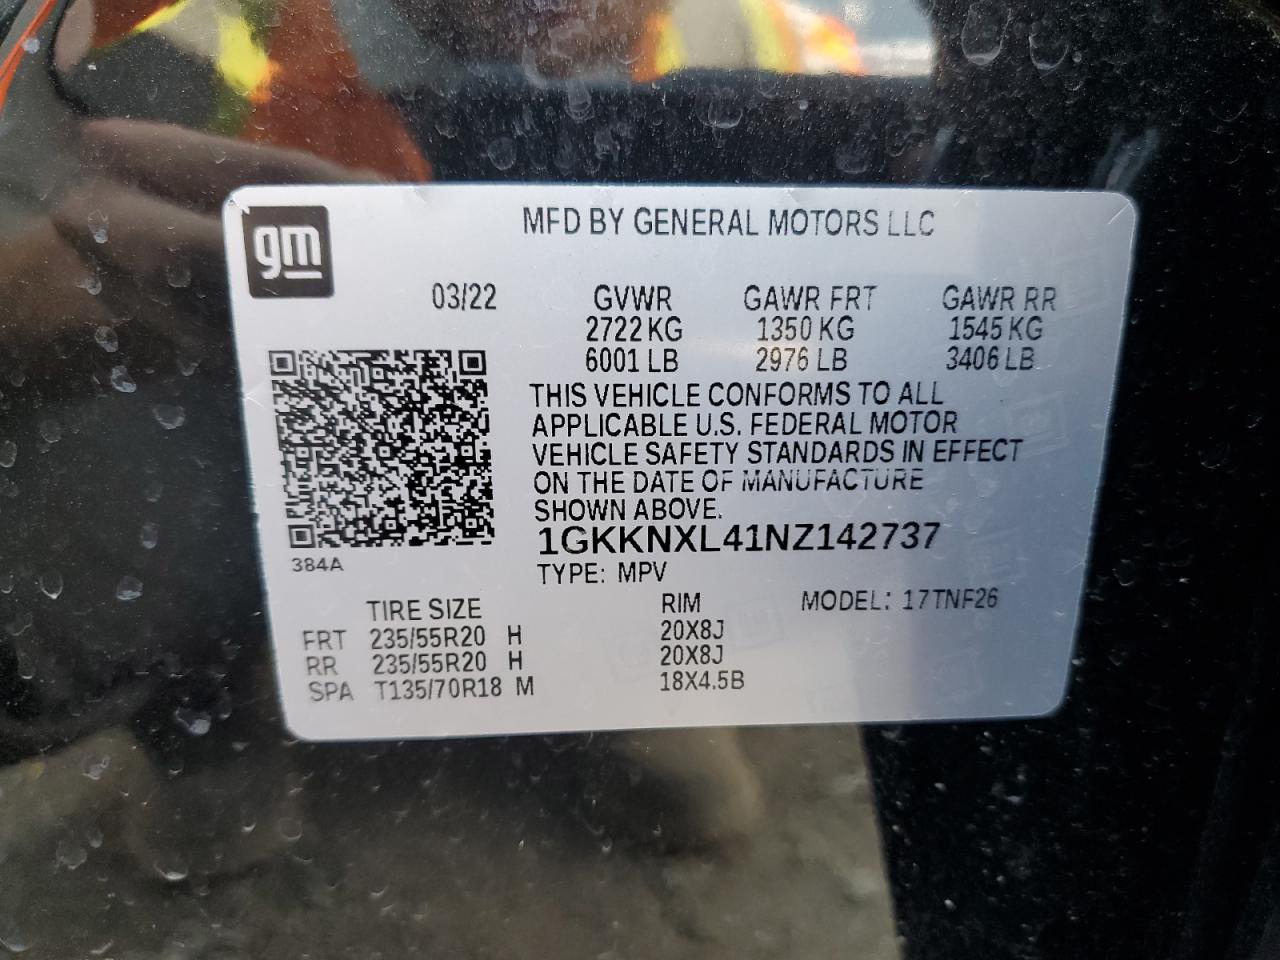 gm
MFD BY GENERAL MOTORS LLC
03/22 GVWR GAWR FRT GAWR RR
2722 KG 1350 KG 1545 KG
6001 LB 2976 LB 3406 LB
THIS VEHICLE CONFORMS TO ALL
APPLICABLE U.S. FEDERAL MOTOR
VEHICLE SAFETY STANDARDS IN EFFECT
ON THE DATE OF MANUFACTURE
SHOWN ABOVE.
1GKKNXL41NZ142737
384A
TYPE: MPV
TIRE SIZE RIM MODEL: 17TNF26
FRT 235/55R20 H 20X8J
RR 235/55R20 H 20X8J
SPA T135/70R18 M 18X4.5B